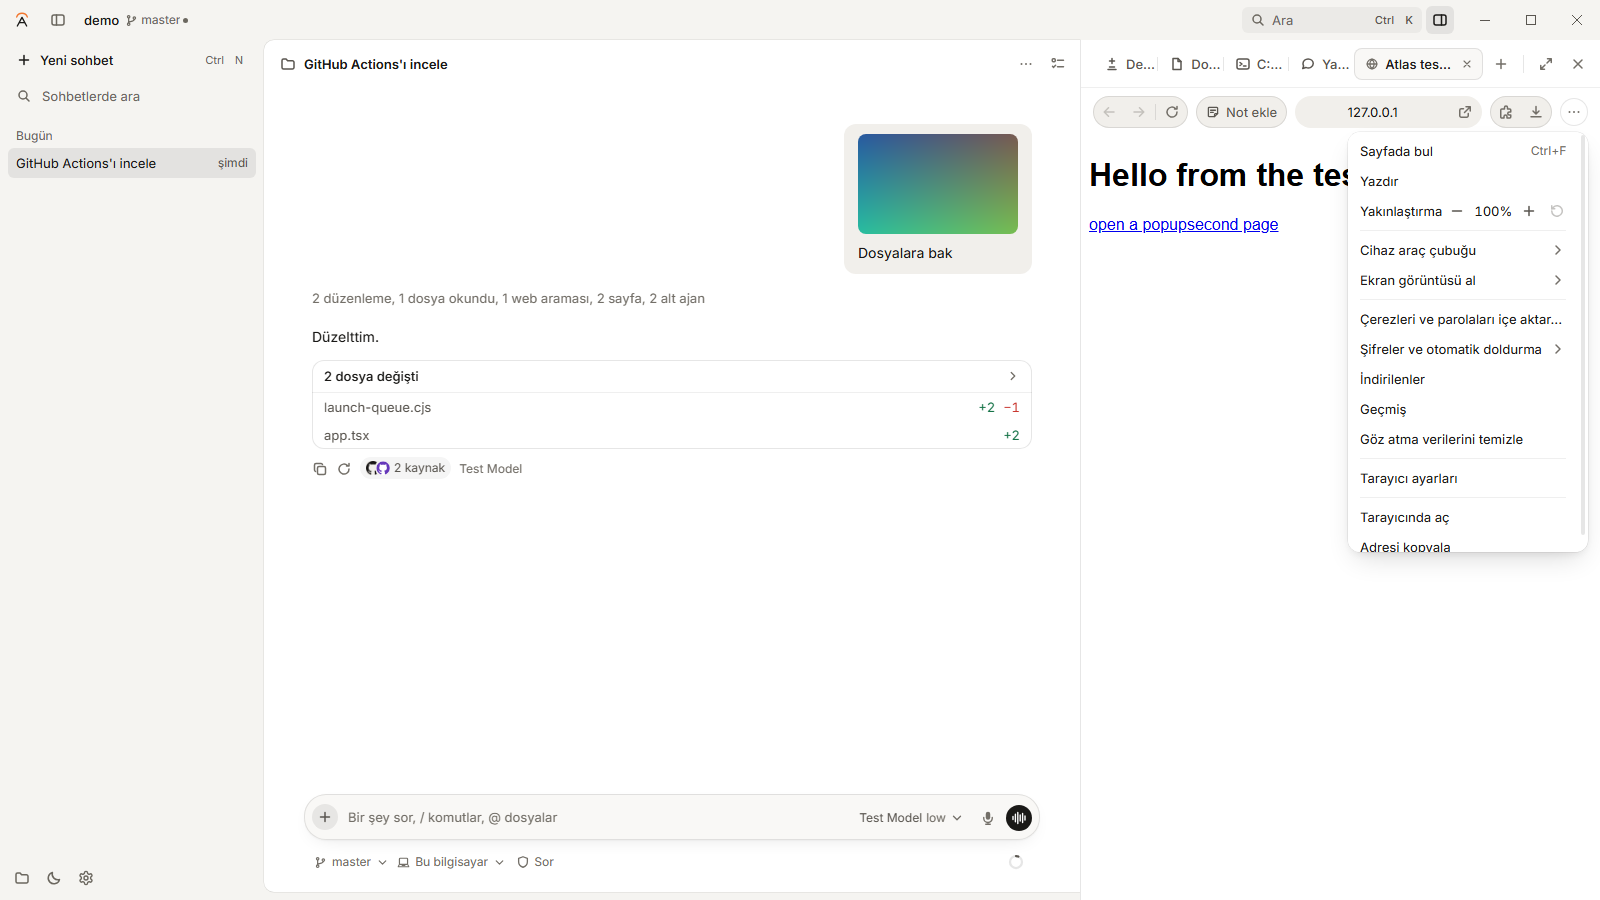 demo master
Ara Ctrl K
Yeni sohbet Ctrl N
Sohbetlerde ara
Bugün
GitHub Actions'ı incele şimdi
GitHub Actions'ı incele
Dosyalara bak
2 düzenleme, 1 dosya okundu, 1 web araması, 2 sayfa, 2 alt ajan
Düzelttim.
2 dosya değişti
launch-queue.cjs +2 −1
app.tsx +2
2 kaynak Test Model
Bir şey sor, / komutlar, @ dosyalar
Test Model low
master Bu bilgisayar Sor
De... Do... C:... Ya... Atlas tes...
Not ekle 127.0.0.1
Hello from the tes
open a popupsecond page
Sayfada bul Ctrl+F
Yazdır
Yakınlaştırma − 100% +
Cihaz araç çubuğu
Ekran görüntüsü al
Çerezleri ve parolaları içe aktar...
Şifreler ve otomatik doldurma
İndirilenler
Geçmiş
Göz atma verilerini temizle
Tarayıcı ayarları
Tarayıcında aç
Adresi kopyala